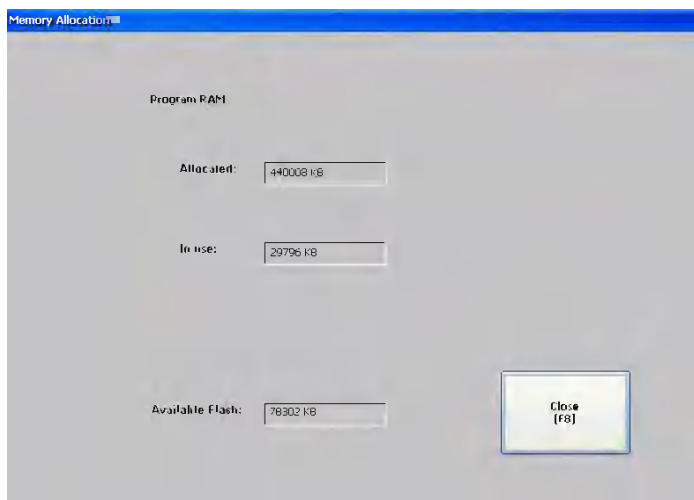 Memory Allocation
Program RAM
Allocated:
440008 KB
In use:
29796 KB
Available Flash:
78302 KB
Close
[F8]